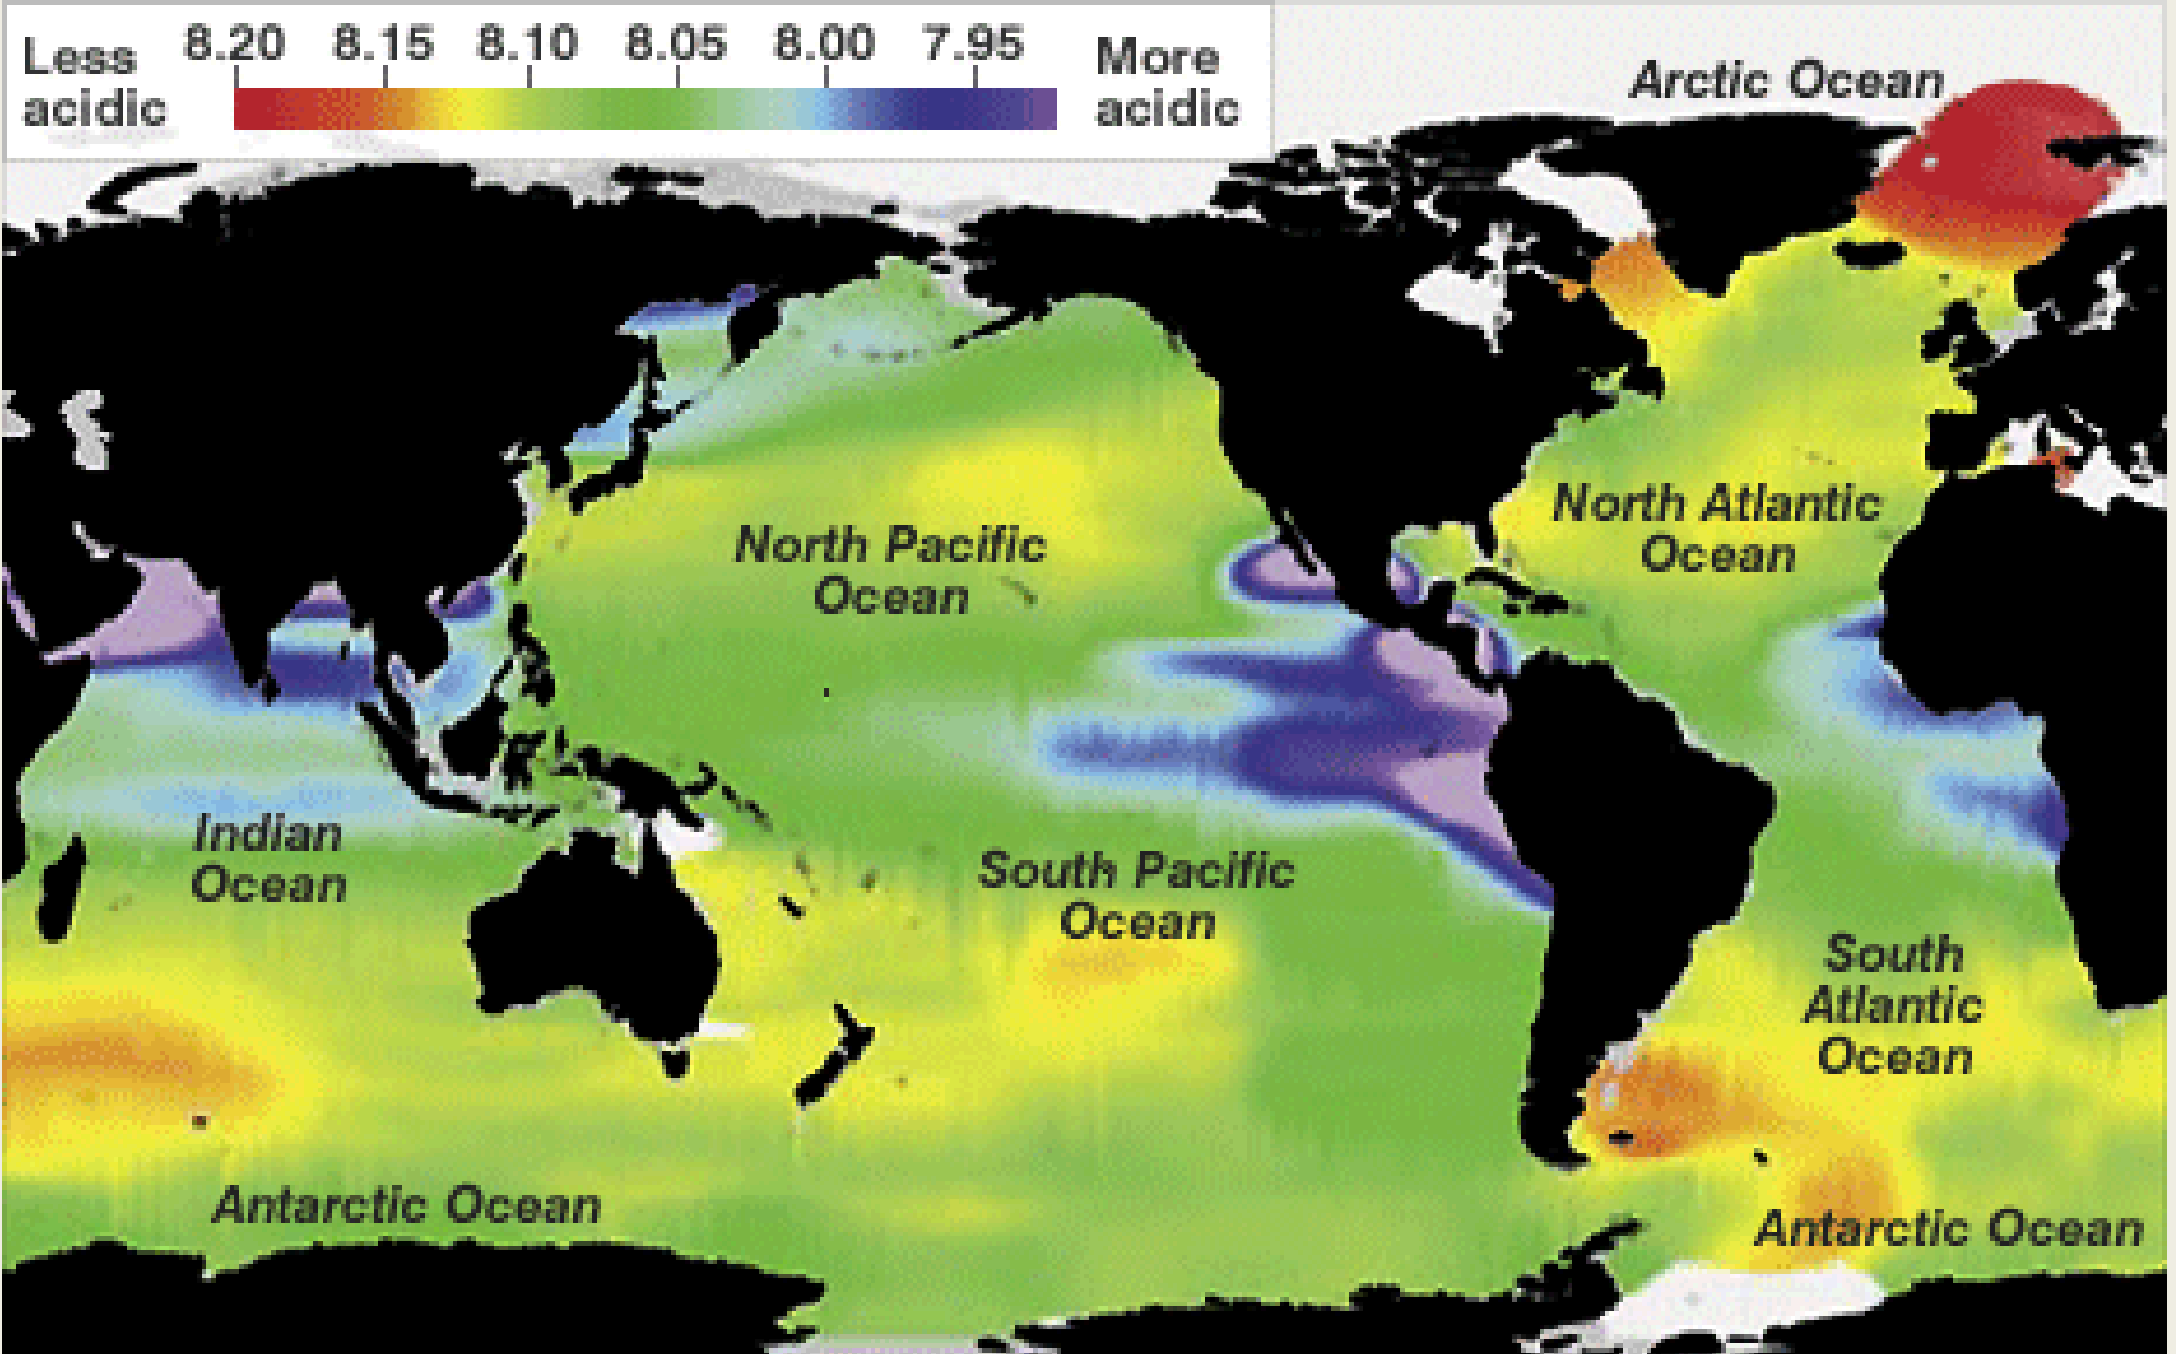 Less
acidic
8.20 8.15 8.10 8.05 8.00 7.95
More
acidic
Arctic Ocean
North Pacific
Ocean
North Atlantic
Ocean
Indian
Ocean
South Pacific
Ocean
South
Atlantic
Ocean
Antarctic Ocean
Antarctic Ocean